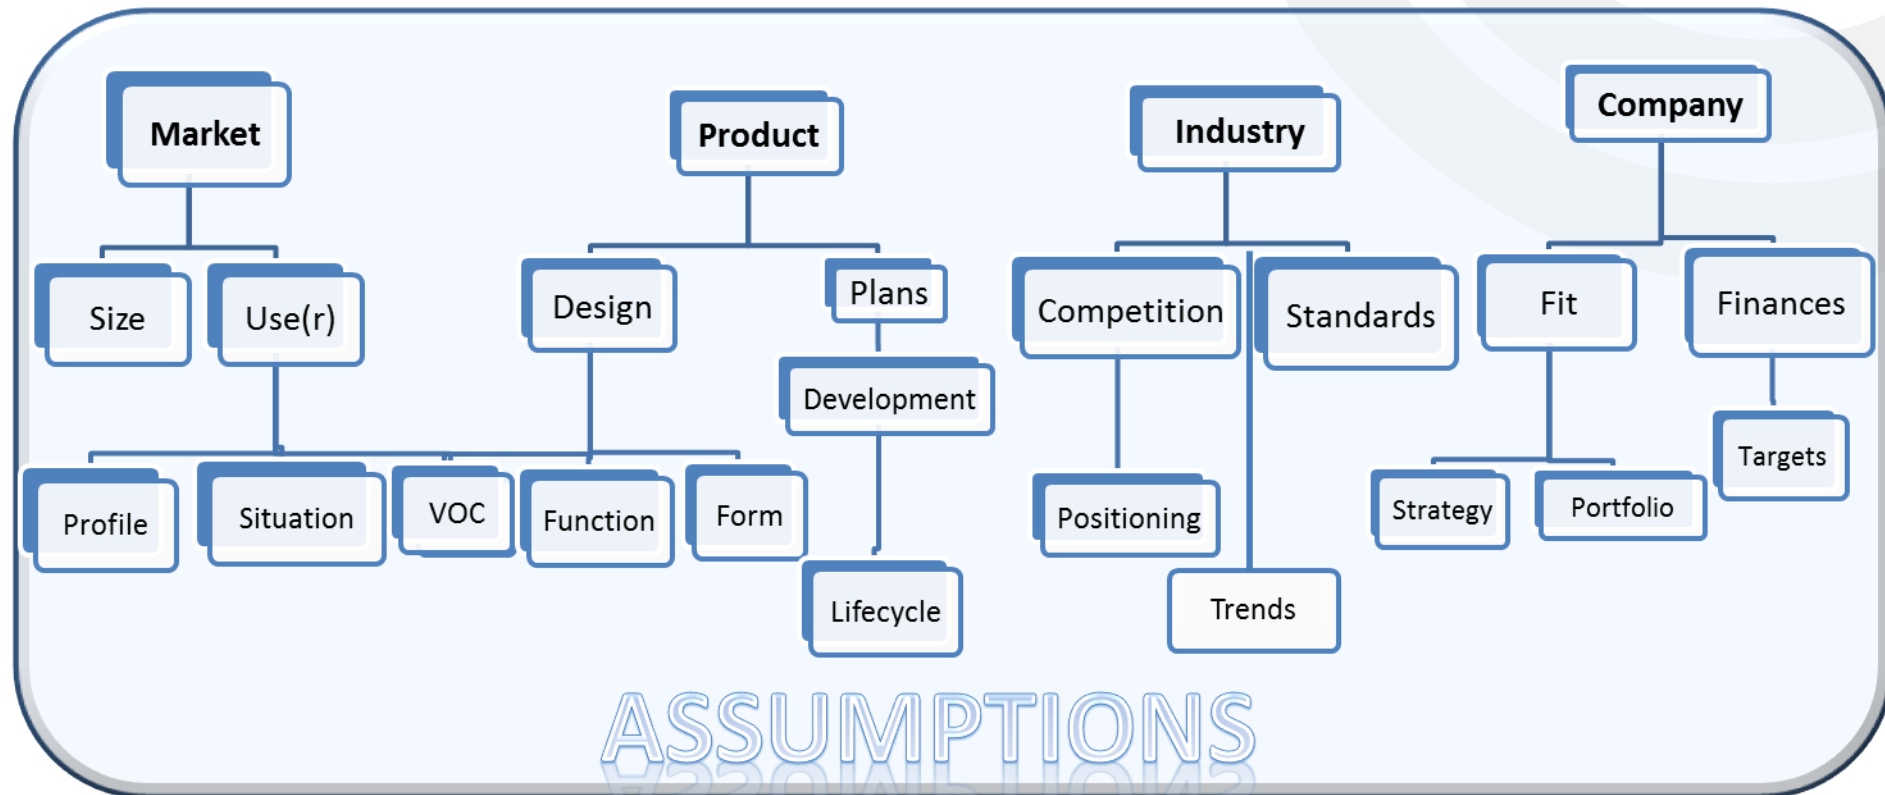 Market
Product
Industry
Company
Size
Use(r)
Design
Plans
Competition
Standards
Fit
Finances
Development
Targets
Profile
Situation
VOC
Function
Form
Positioning
Strategy
Portfolio
Lifecycle
Trends
ASSUMPTIONS